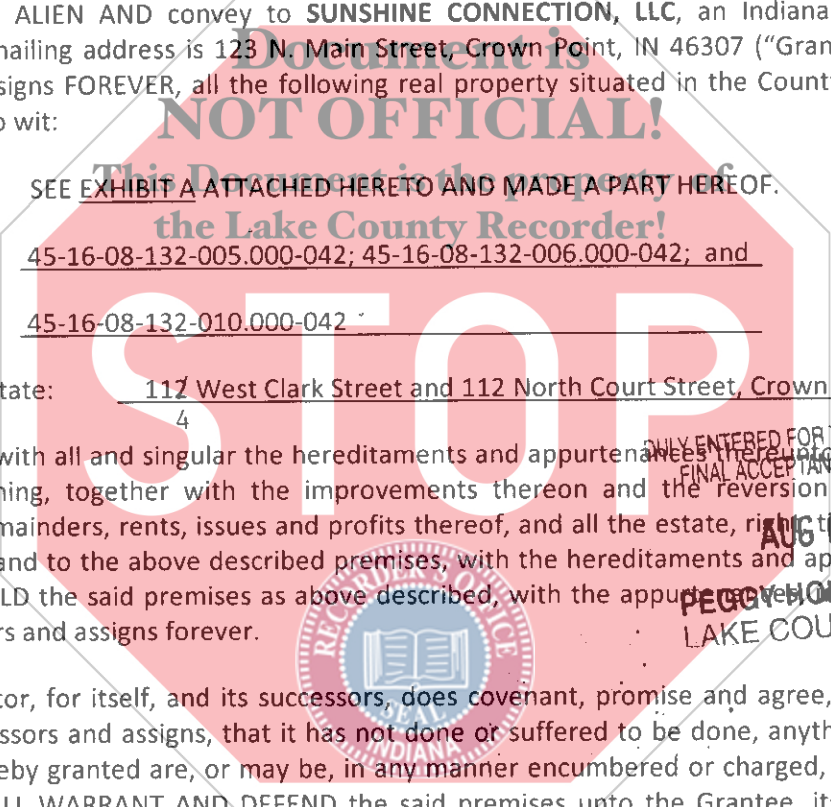 ALIEN AND convey to SUNSHINE CONNECTION, LLC, an Indiana
nailing address is 123 N. Main Street, Crown Point, IN 46307 ("Gran
Document is
signs FOREVER, all the following real property situated in the Count
o wit:
NOT OFFICIAL!
This Document is the property of
SEE EXHIBIT A ATTACHED HERETO AND MADE A PART HEREOF.
the Lake County Recorder!
45-16-08-132-005.000-042; 45-16-08-132-006.000-042; and
STOP
45-16-08-132-010.000-042
tate: 112 West Clark Street and 112 North Court Street, Crown
4
DULY ENTERED FOR
with all and singular the hereditaments and appurtenances thereunto
FINAL ACCEPTAN
ning, together with the improvements thereon and the reversion
mainders, rents, issues and profits thereof, and all the estate, right, t
AUG
and to the above described premises, with the hereditaments and ap
LD the said premises as above described, with the appurtenances,
PEGGY HO
rs and assigns forever.
LAKE COU
RECORDER'S OFFICE
SEAL
INDIANA
tor, for itself, and its successors, does covenant, promise and agree,
essors and assigns, that it has not done or suffered to be done, anyth
eby granted are, or may be, in any manner encumbered or charged,
LL WARRANT AND DEFEND the said premises unto the Grantee, its